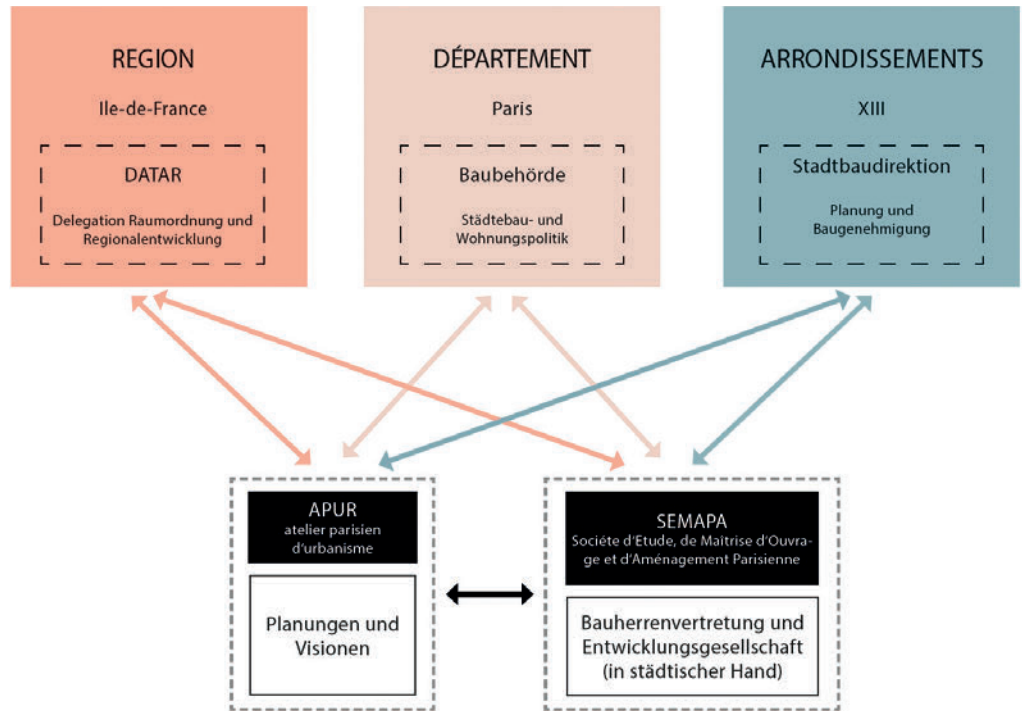 REGION
Ile-de-France
DATAR
Delegation Raumordnung und
Regionalentwicklung
DÉPARTEMENT
Paris
Baubehörde
Städtebau- und
Wohnungspolitik
ARRONDISSEMENTS
XIII
Stadtbaudirektion
Planung und
Baugenehmigung
APUR
atelier parisien
d'urbanisme
Planungen und
Visionen
SEMAPA
Sociéte d'Etude, de Maîtrise d'Ouvra-
ge et d'Aménagement Parisienne
Bauherrenvertretung und
Entwicklungsgesellschaft
(in städtischer Hand)